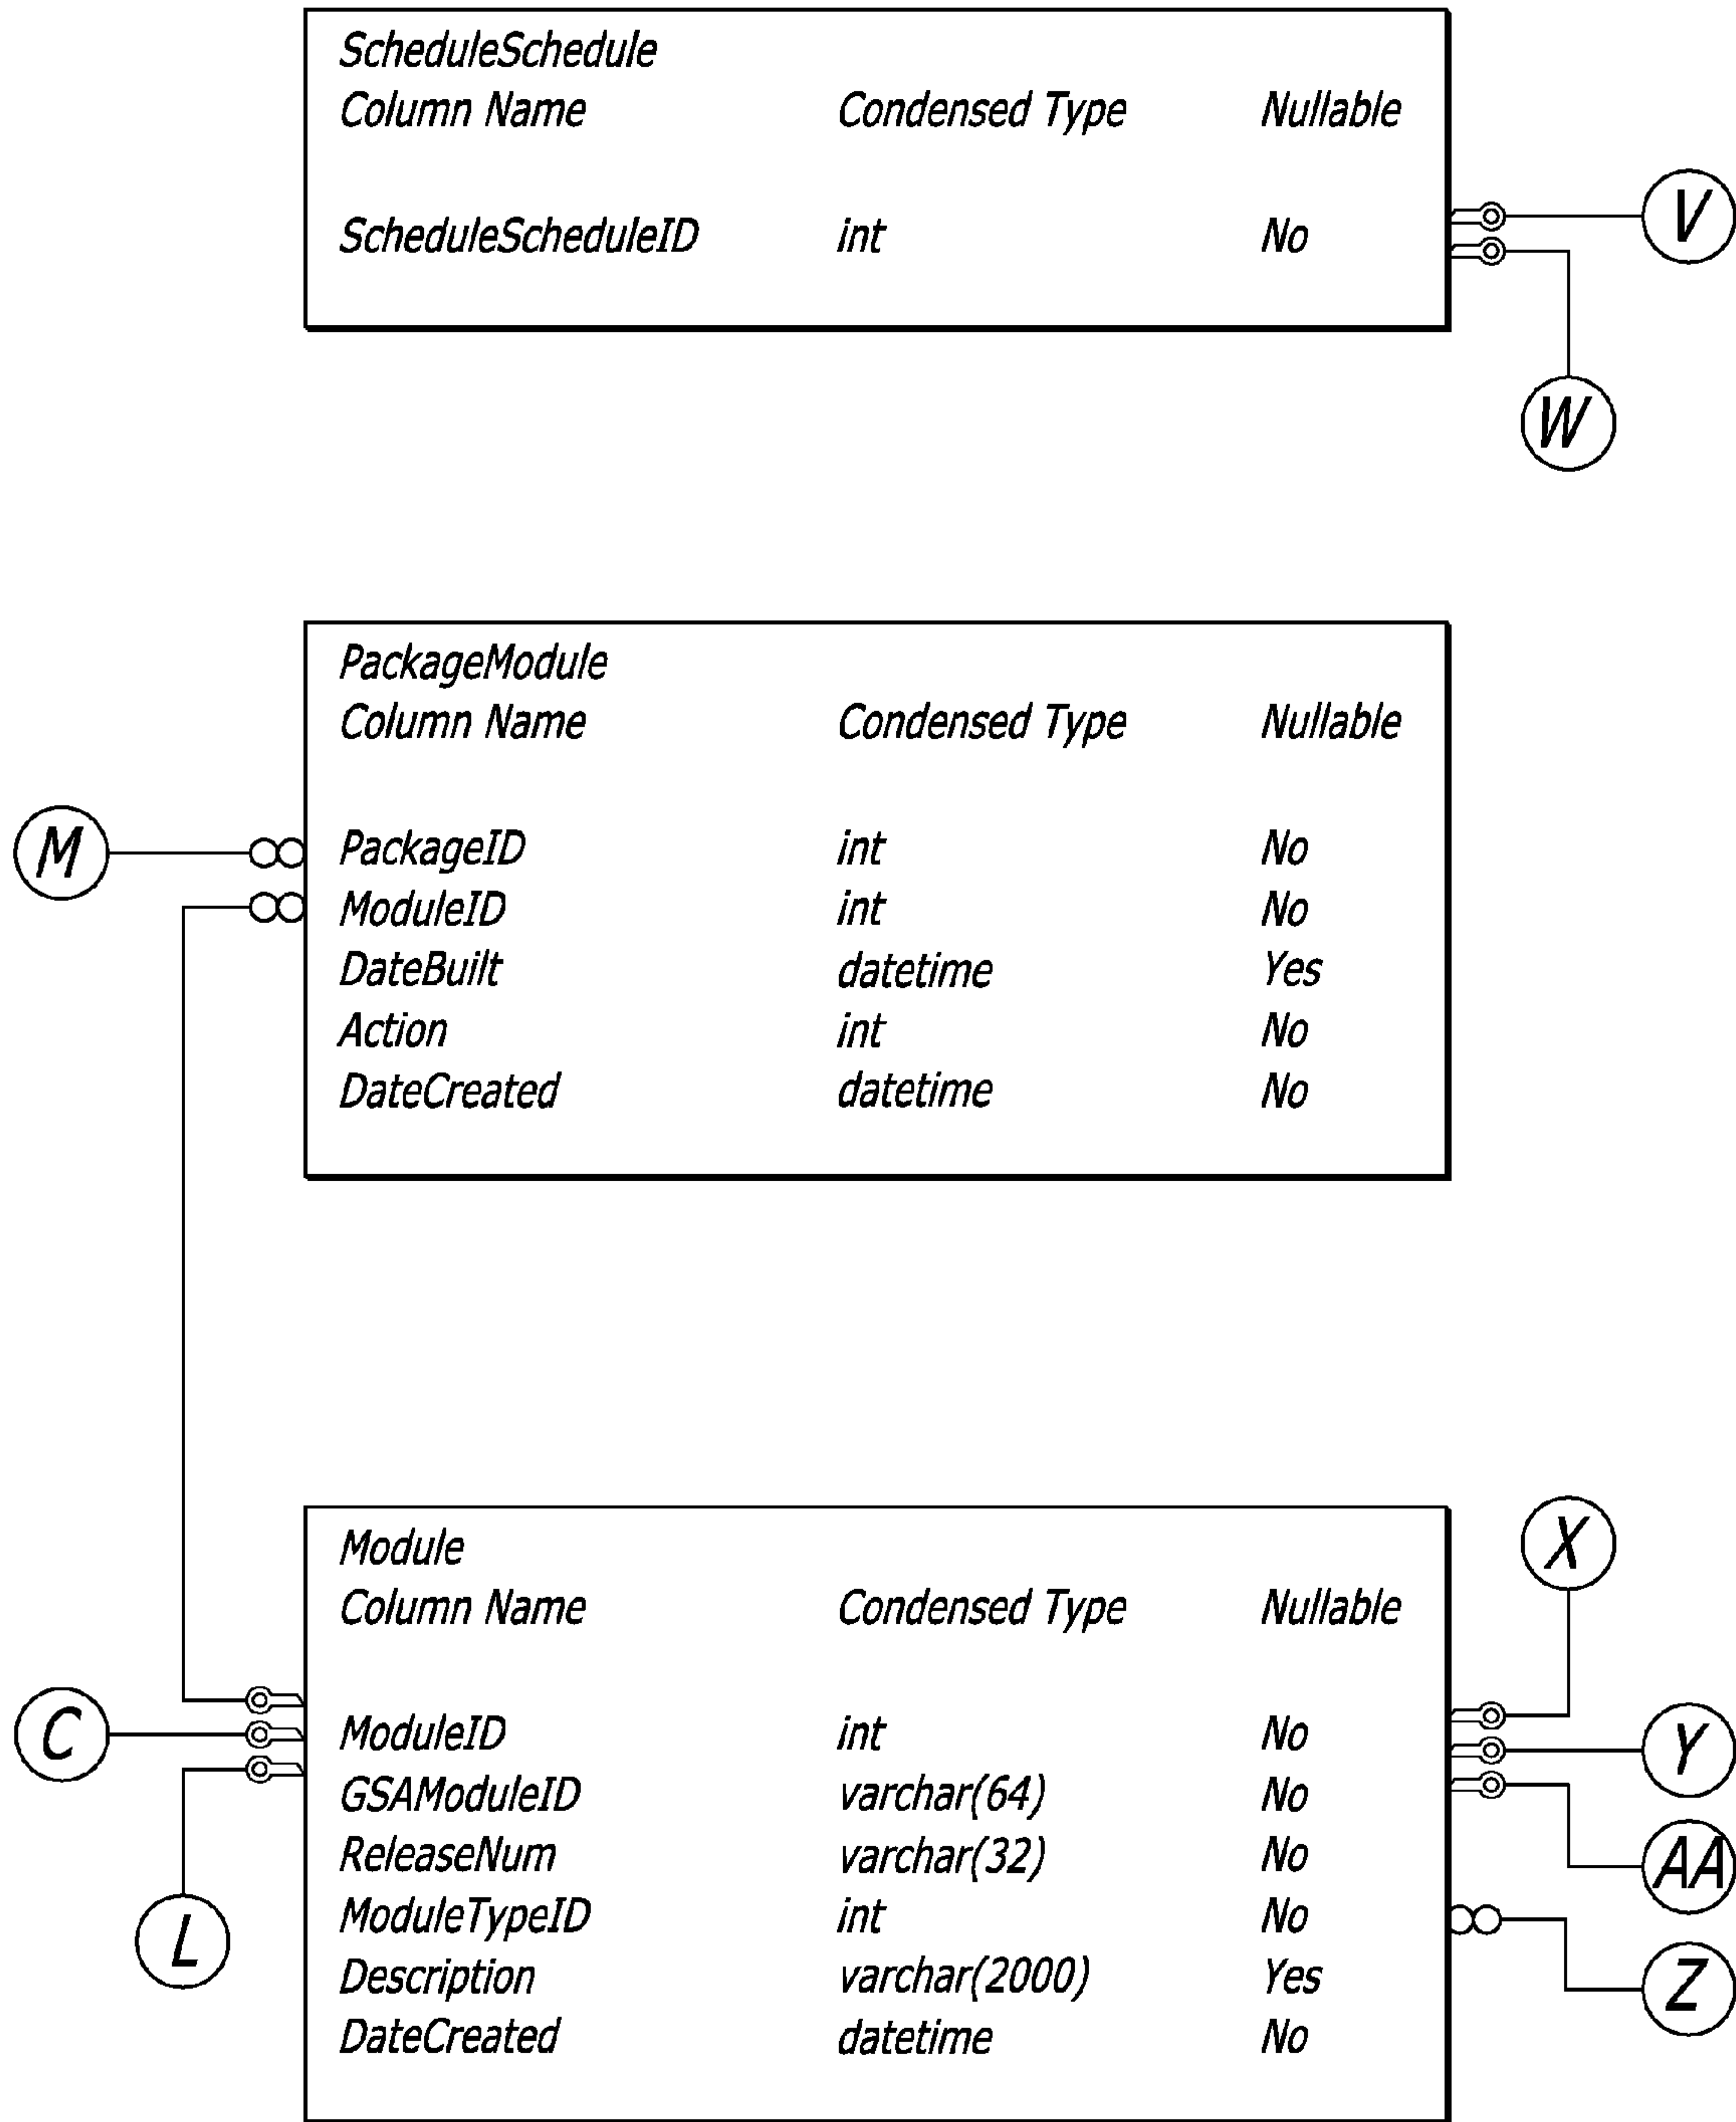 ScheduleSchedule
Column Name Condensed Type Nullable
ScheduleScheduleID int No
V
W
PackageModule
Column Name Condensed Type Nullable
M
PackageID int No
ModuleID int No
DateBuilt datetime Yes
Action int No
DateCreated datetime No
X
Module
Column Name Condensed Type Nullable
C
ModuleID int No
Y
GSAModuleID varchar(64) No
ReleaseNum varchar(32) No
AA
ModuleTypeID int No
L
Description varchar(2000) Yes
Z
DateCreated datetime No